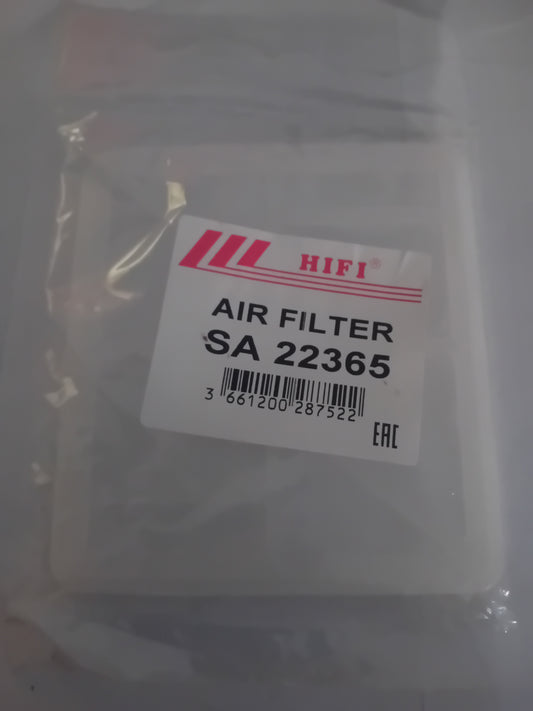 HIFI®
AIR FILTER
SA 22365
3 661200 287522
EAC